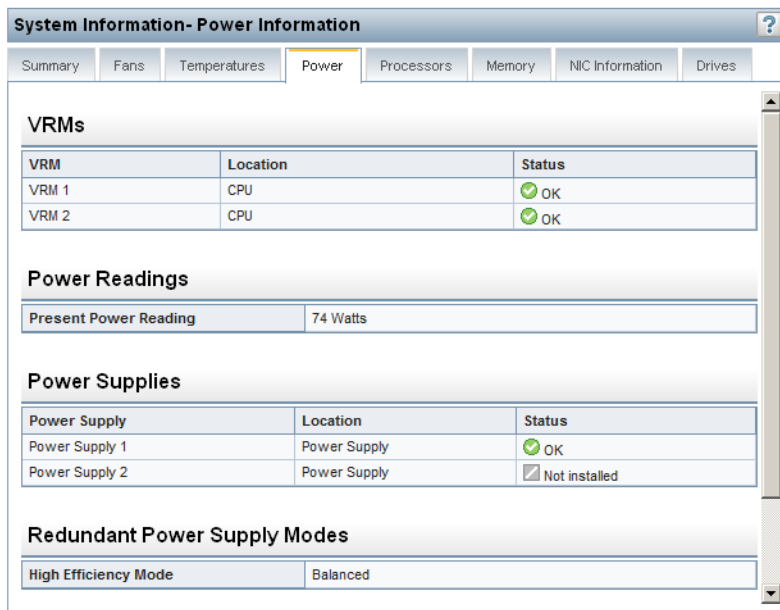 System Information- Power Information ?
Summary Fans Temperatures Power Processors Memory NIC Information Drives
VRMs
VRM Location Status
VRM 1 CPU OK
VRM 2 CPU OK
Power Readings
Present Power Reading 74 Watts
Power Supplies
Power Supply Location Status
Power Supply 1 Power Supply OK
Power Supply 2 Power Supply Not installed
Redundant Power Supply Modes
High Efficiency Mode Balanced